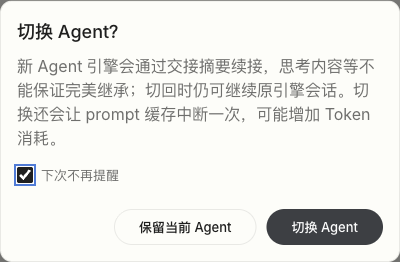 切换 Agent?
新 Agent 引擎会通过交接摘要续接，思考内容等不
能保证完美继承；切回时仍可继续原引擎会话。切
换还会让 prompt 缓存中断一次，可能增加 Token
消耗。
下次不再提醒
保留当前 Agent
切换 Agent